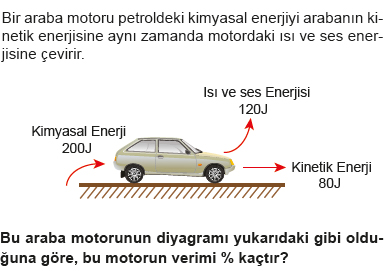 Bir araba motoru petroldeki kimyasal enerjiyi arabanın ki-
netik enerjisine aynı zamanda motordaki ısı ve ses ener-
jisine çevirir.
Isı ve ses Enerjisi
120J
Kimyasal Enerji
200J
Kinetik Enerji
80J
Bu araba motorunun diyagramı yukarıdaki gibi oldu-
ğuna göre, bu motorun verimi % kaçtır?